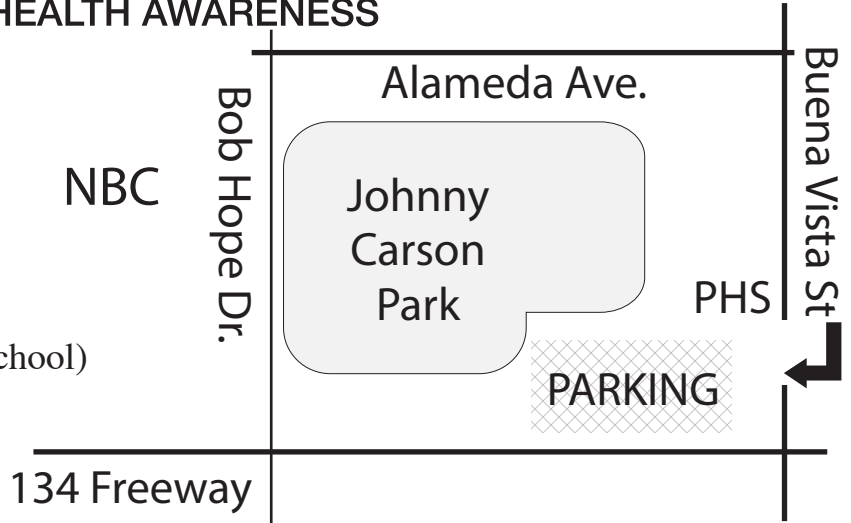 HEALTH AWARENESS
Alameda Ave.
Buena Vista St
Bob Hope Dr.
NBC
Johnny
Carson
Park
PHS
chool)
PARKING
134 Freeway